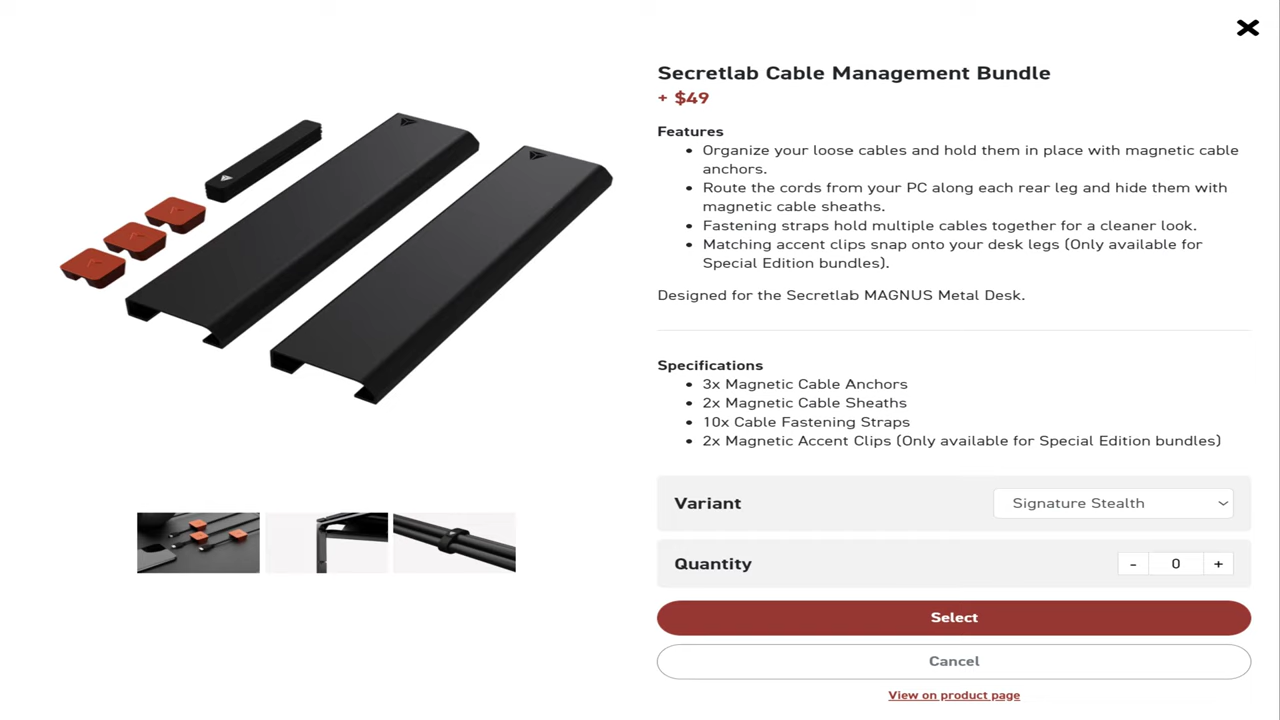 Secretlab Cable Management Bundle
+ $49
Features
Organize your loose cables and hold them in place with magnetic cable
anchors.
Route the cords from your PC along each rear leg and hide them with
magnetic cable sheaths.
Fastening straps hold multiple cables together for a cleaner look.
Matching accent clips snap onto your desk legs (Only available for
Special Edition bundles).
Designed for the Secretlab MAGNUS Metal Desk.
Specifications
3x Magnetic Cable Anchors
2x Magnetic Cable Sheaths
10x Cable Fastening Straps
2x Magnetic Accent Clips (Only available for Special Edition bundles)
Variant
Signature Stealth
Quantity
- 0 +
Select
Cancel
View on product page